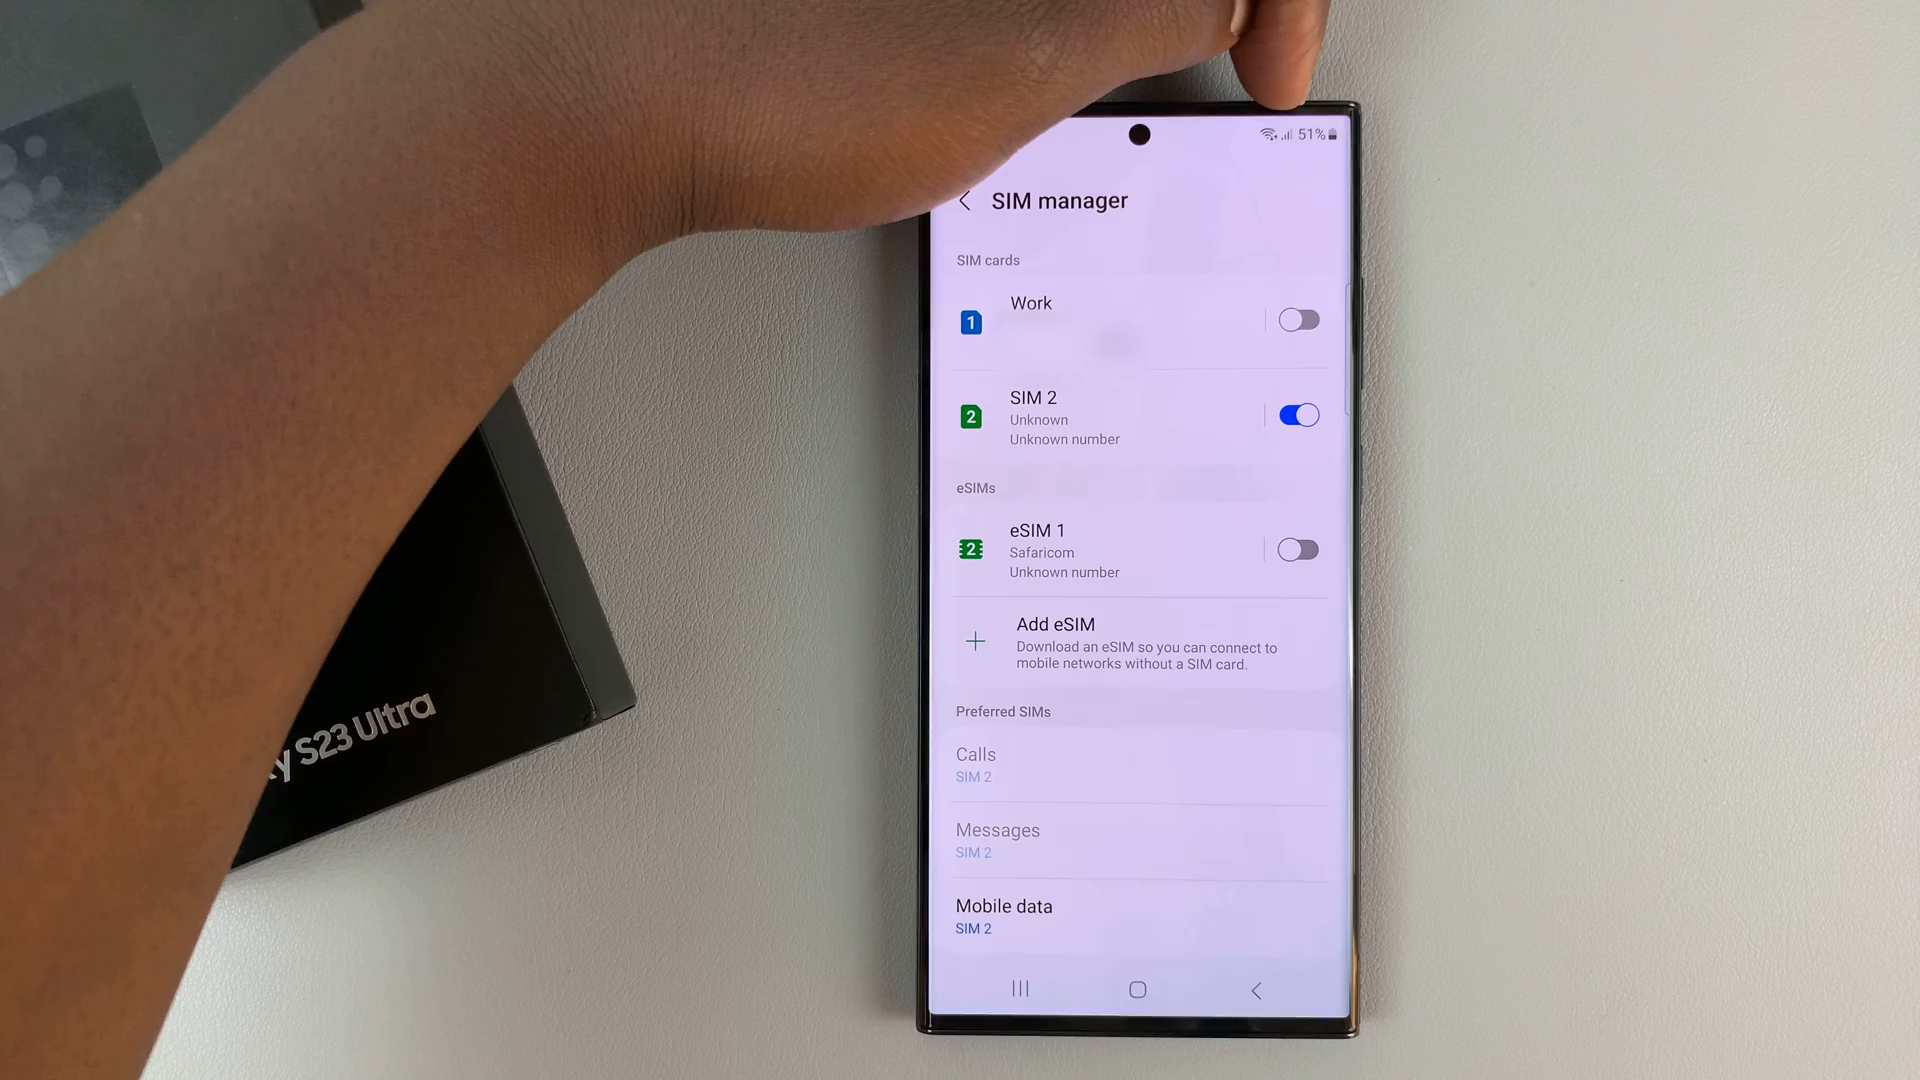 51%
SIM manager
SIM cards
1
Work
2
SIM 2
Unknown
Unknown number
eSIMs
2
eSIM 1
Safaricom
Unknown number
Add eSIM
Download an eSIM so you can connect to
mobile networks without a SIM card.
Preferred SIMs
Calls
SIM 2
Messages
SIM 2
Mobile data
SIM 2
y S23 Ultra